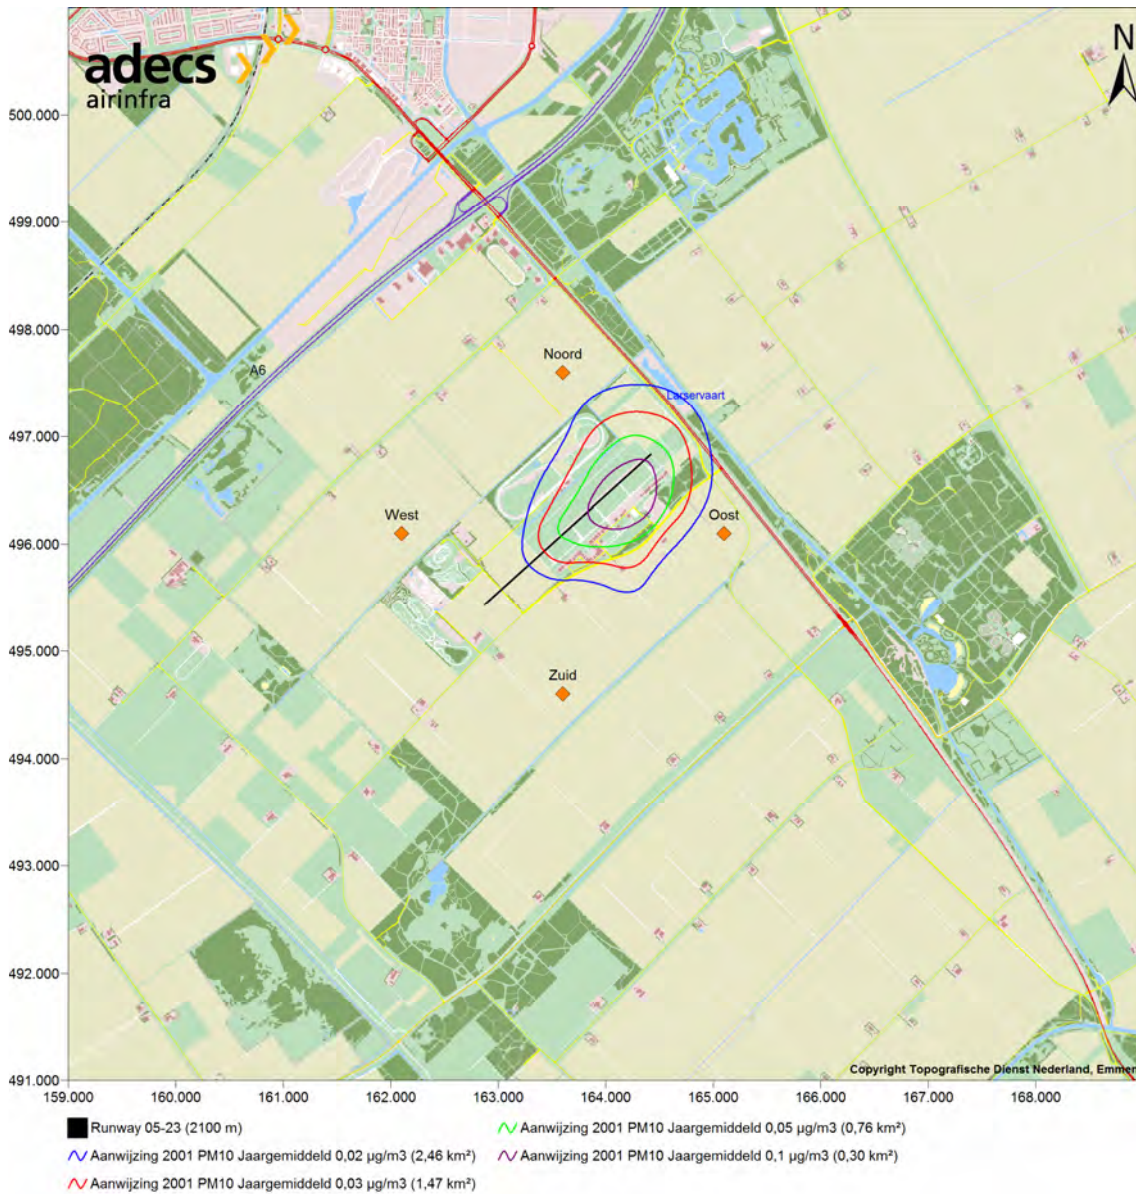 adecs
airinfra
N
500.000
499.000
498.000
Noord
A6
Larservaart
497.000
West
Oost
496.000
495.000
Zuid
494.000
493.000
492.000
491.000
Copyright Topografische Dienst Nederland, Emmen
159.000 160.000 161.000 162.000 163.000 164.000 165.000 166.000 167.000 168.000
Runway 05-23 (2100 m)
Aanwijzing 2001 PM10 Jaargemiddeld 0,05 µg/m3 (0,76 km²)
Aanwijzing 2001 PM10 Jaargemiddeld 0,02 µg/m3 (2,46 km²)
Aanwijzing 2001 PM10 Jaargemiddeld 0,1 µg/m3 (0,30 km²)
Aanwijzing 2001 PM10 Jaargemiddeld 0,03 µg/m3 (1,47 km²)